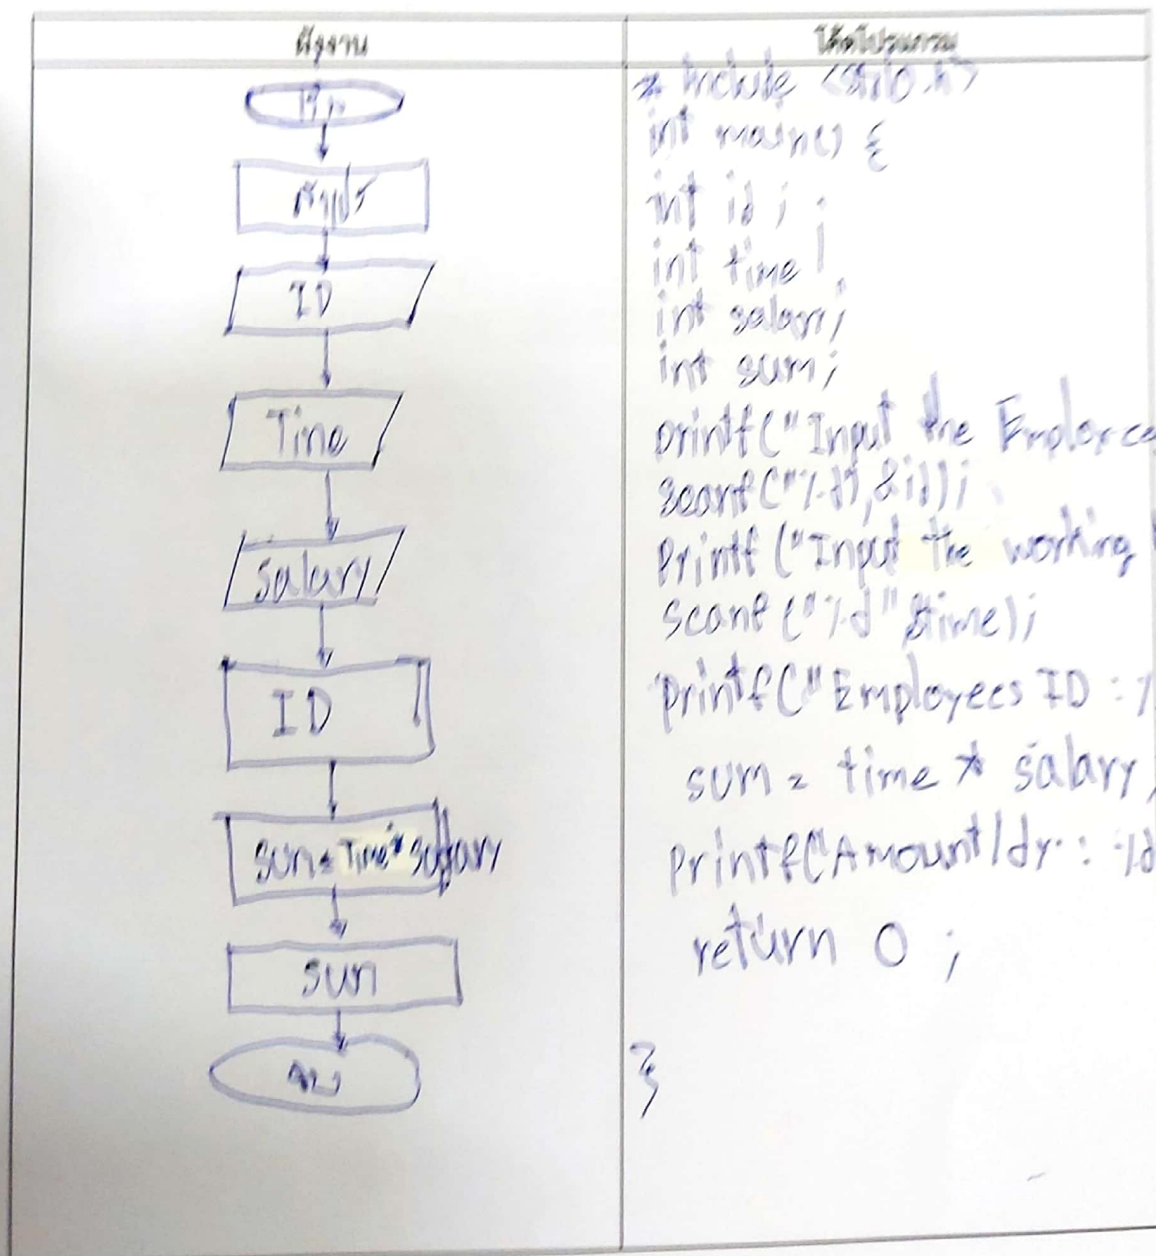 ผังงาน
โค้ดโปรแกรม
เริ่ม
ตัวแปร
ID
Time
Salary
ID
sum = Time * Salary
sum
จบ
# include <stdio.h>
int main() {
int id ;
int time ;
int salary;
int sum;
printf("Input the Employees
scanf("%d",&id);
Printf ("Input the working
scanf ("%d" &time);
printf("Employees ID : %
sum = time * salary;
printf("Amount/dr : %d
return 0 ;
}